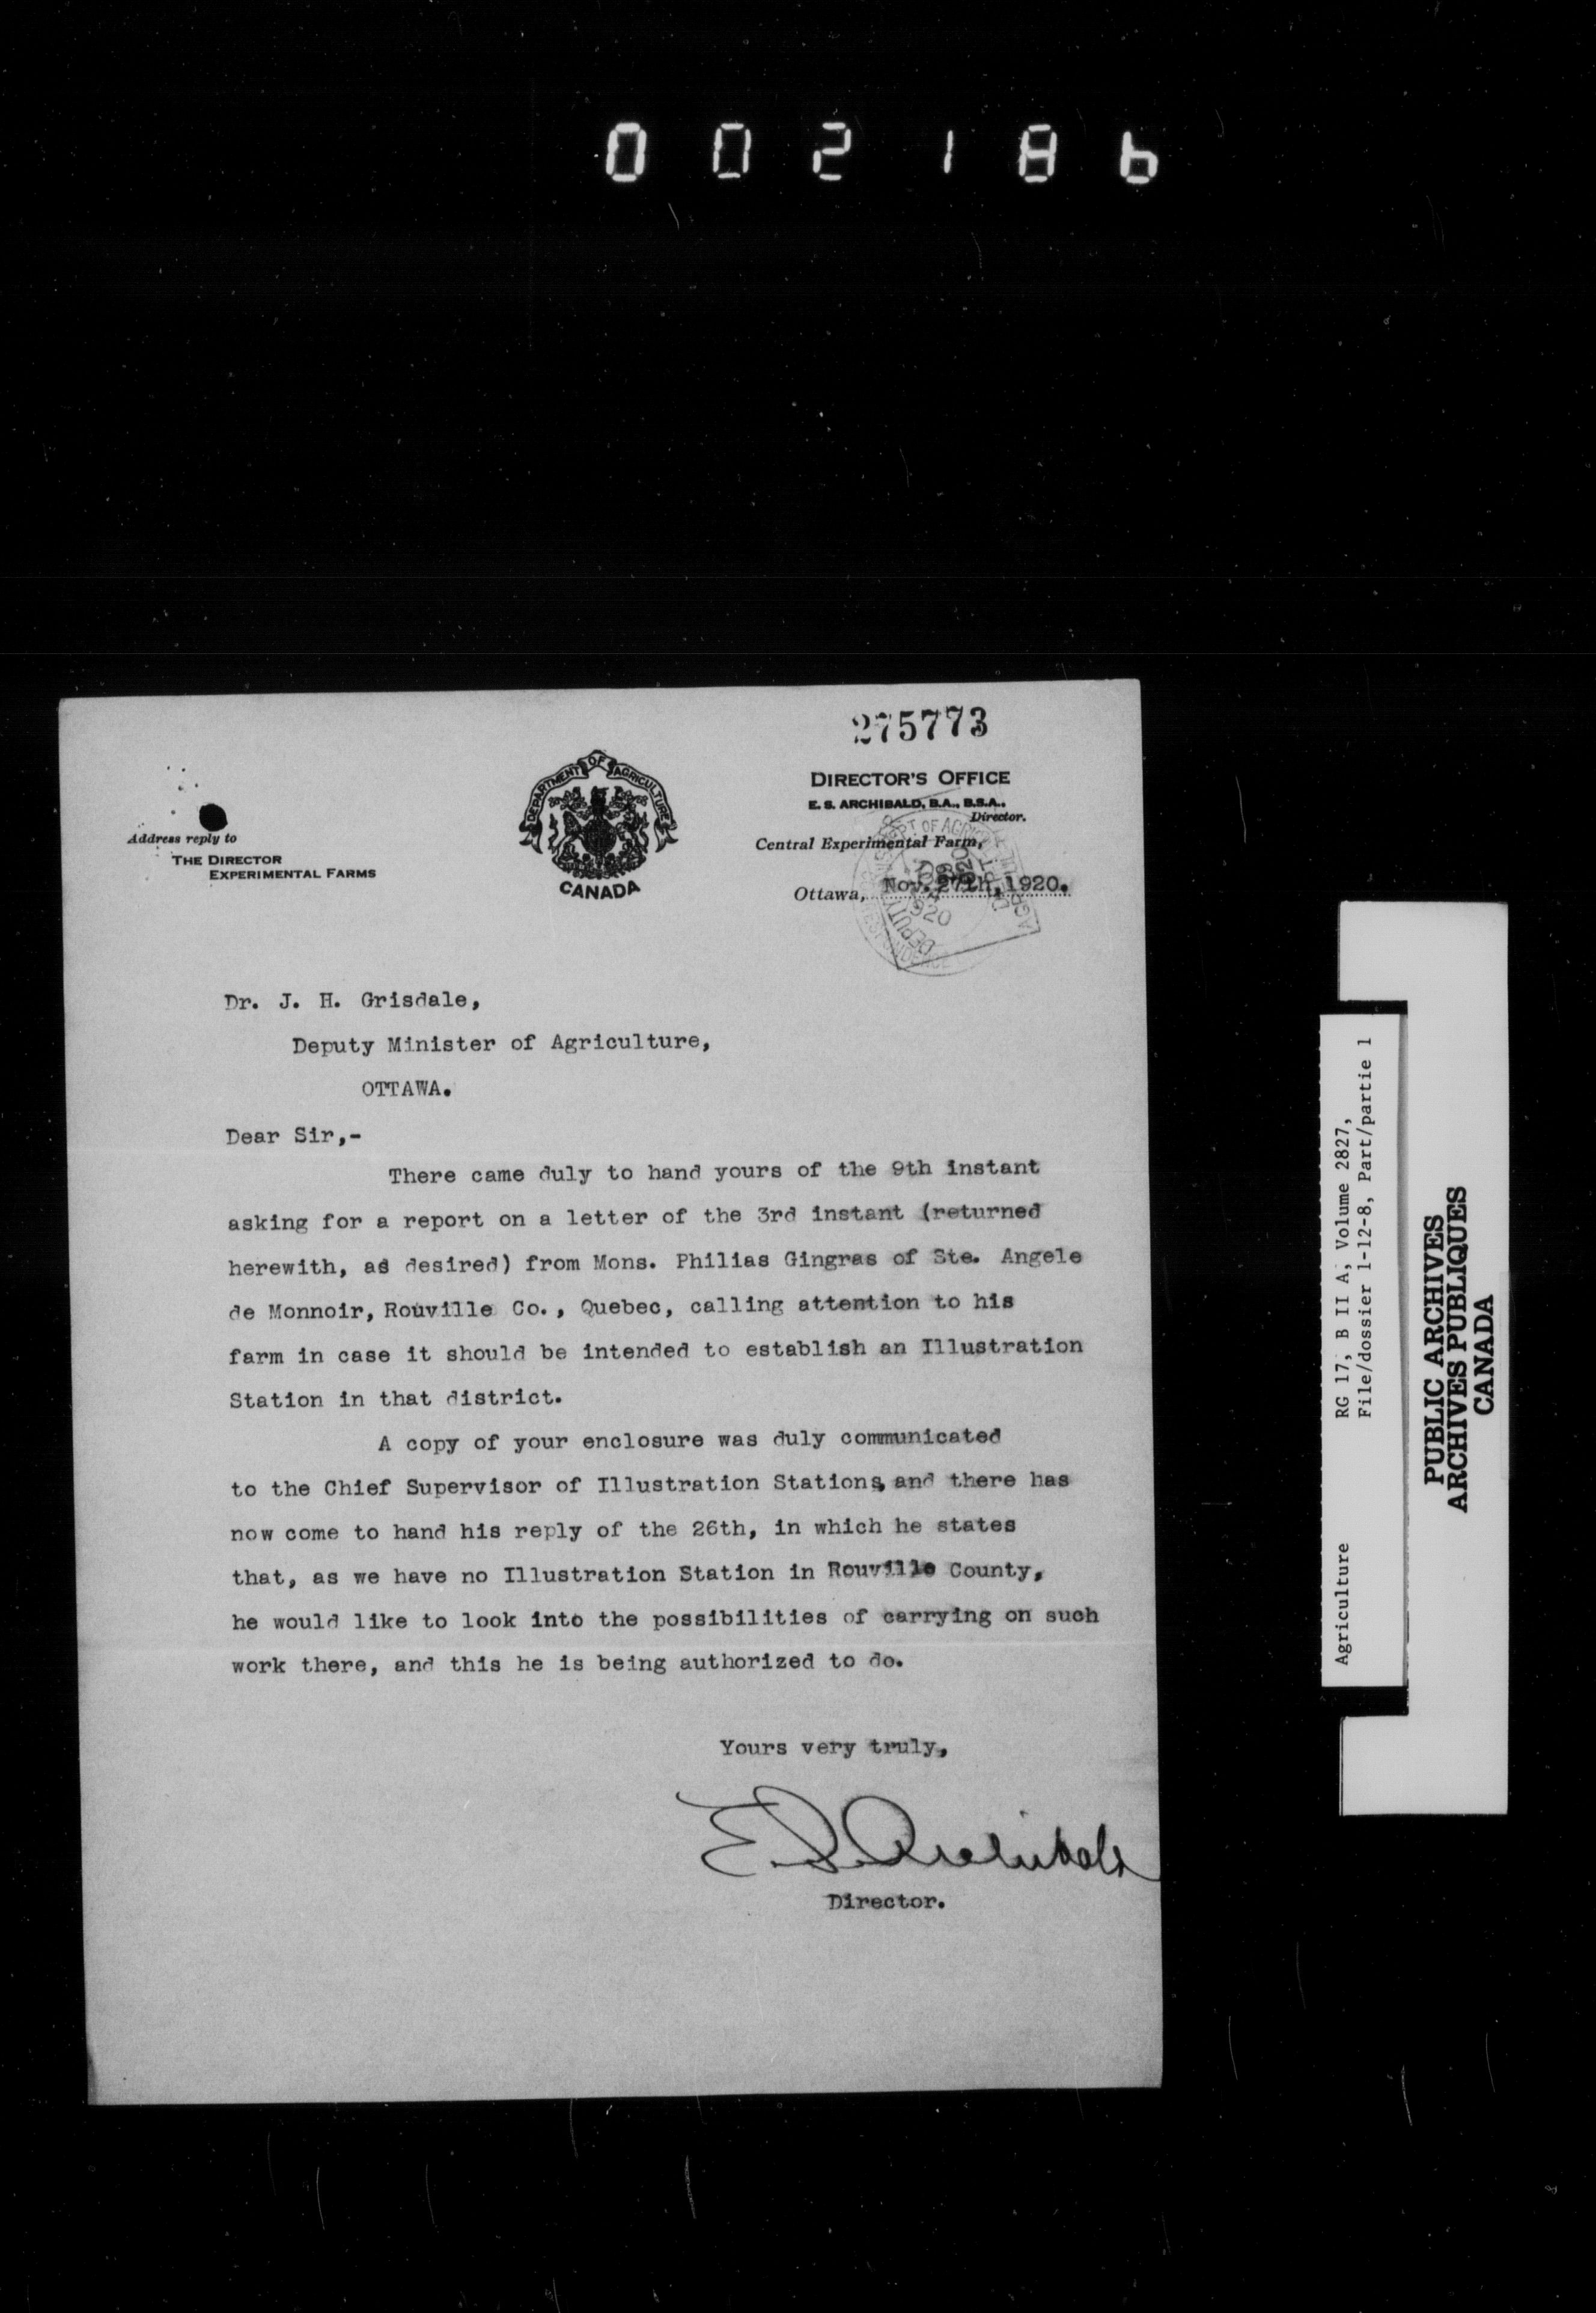 002186
275773
DEPARTMENT OF AGRICULTURE
CANADA
DIRECTOR'S OFFICE
E. S. ARCHIBALD, B.A., B.S.A.,
Director.
Central Experimental Farm,
Ottawa, Nov. 27th, 1920.
Address reply to
THE DIRECTOR
EXPERIMENTAL FARMS
Dr. J. H. Grisdale,
Deputy Minister of Agriculture,
OTTAWA.
Dear Sir,-
There came duly to hand yours of the 9th instant
asking for a report on a letter of the 3rd instant (returned
herewith, as desired) from Mons. Philias Gingras of Ste. Angele
de Monnoir, Rouville Co., Quebec, calling attention to his
farm in case it should be intended to establish an Illustration
Station in that district.
A copy of your enclosure was duly communicated
to the Chief Supervisor of Illustration Stations, and there has
now come to hand his reply of the 26th, in which he states
that, as we have no Illustration Station in Rouville County,
he would like to look into the possibilities of carrying on such
work there, and this he is being authorized to do.
Yours very truly,
E. S. Archibald
Director.
Agriculture RG 17, B II A, Volume 2827,
File/dossier 1-12-8, Part/partie 1
PUBLIC ARCHIVES
ARCHIVES PUBLIQUES
CANADA